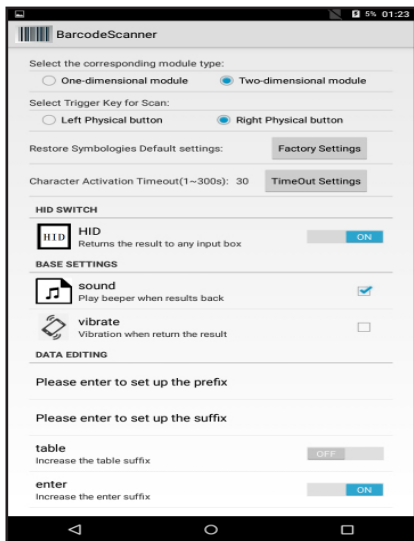 5% 01:23
BarcodeScanner
Select the corresponding module type:
One-dimensional module Two-dimensional module
Select Trigger Key for Scan:
Left Physical button Right Physical button
Restore Symbologies Default settings: Factory Settings
Character Activation Timeout(1~300s): 30 TimeOut Settings
HID SWITCH
HID HID ON
Returns the result to any input box
BASE SETTINGS
sound
Play beeper when results back
vibrate
Vibration when return the result
DATA EDITING
Please enter to set up the prefix
Please enter to set up the suffix
table OFF
Increase the table suffix
enter ON
Increase the enter suffix